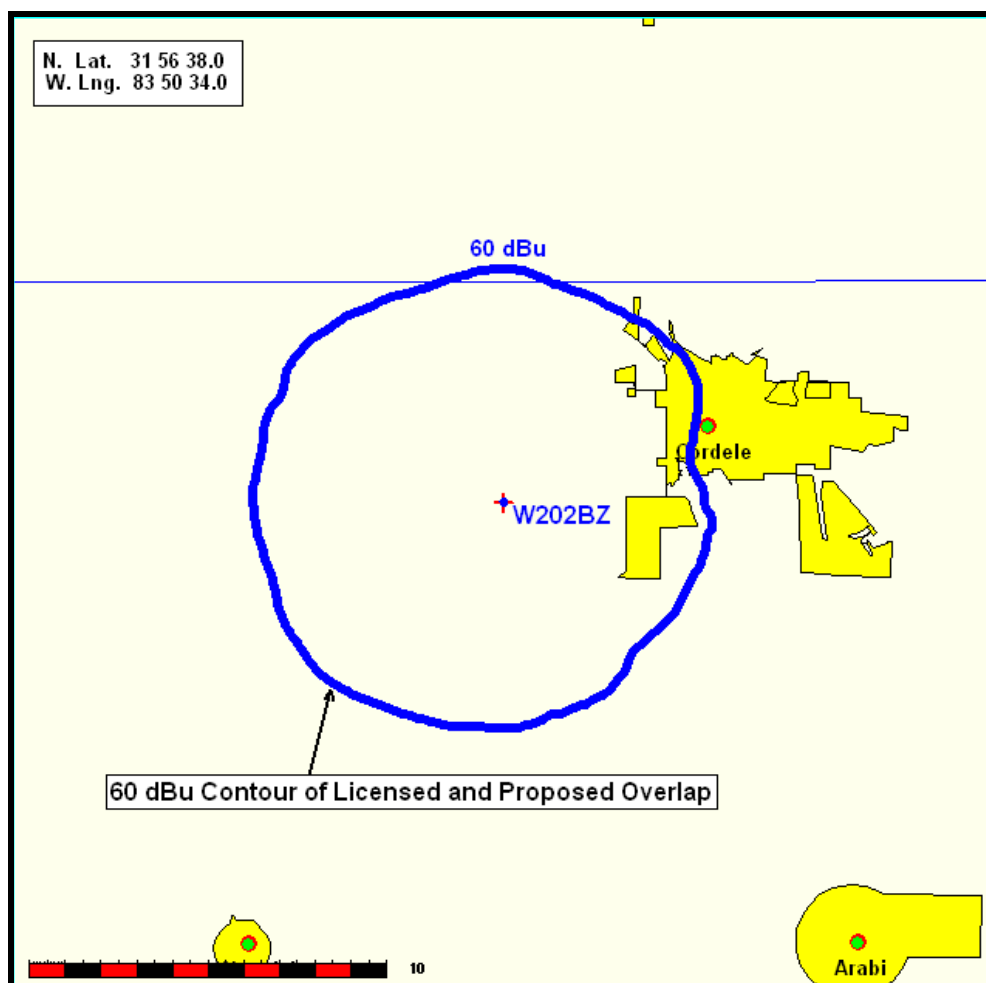 N. Lat. 31 56 38.0
W. Lng. 83 50 34.0
60 dBu
Cordele
W202BZ
60 dBu Contour of Licensed and Proposed Overlap
10
Arabi